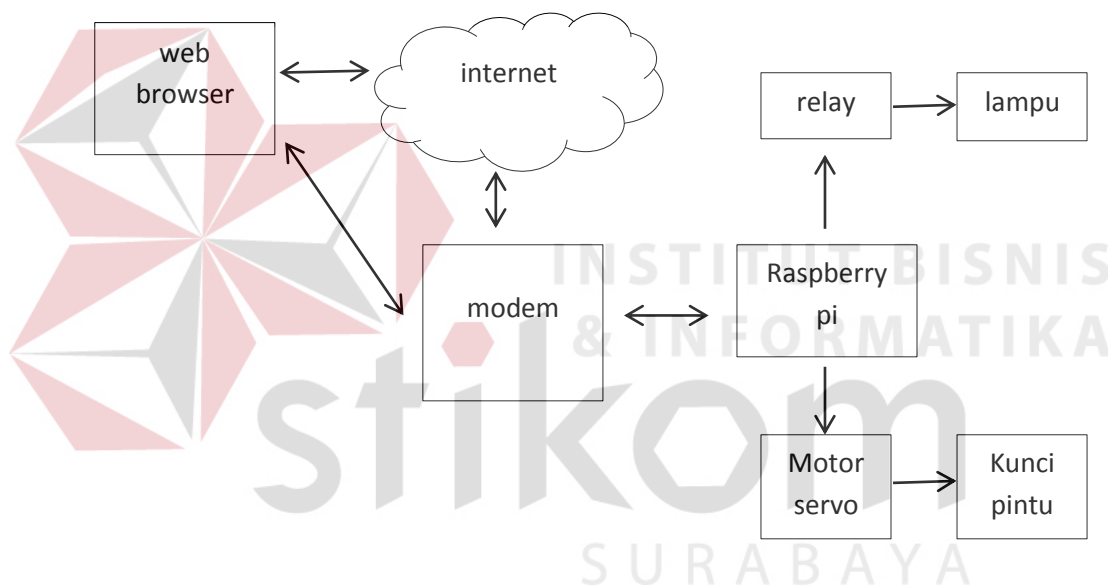 web
browser
internet
relay
lampu
modem
Raspberry
pi
Motor
servo
Kunci
pintu
INSTITUT BISNIS
& INFORMATIKA
stikom
SURABAYA